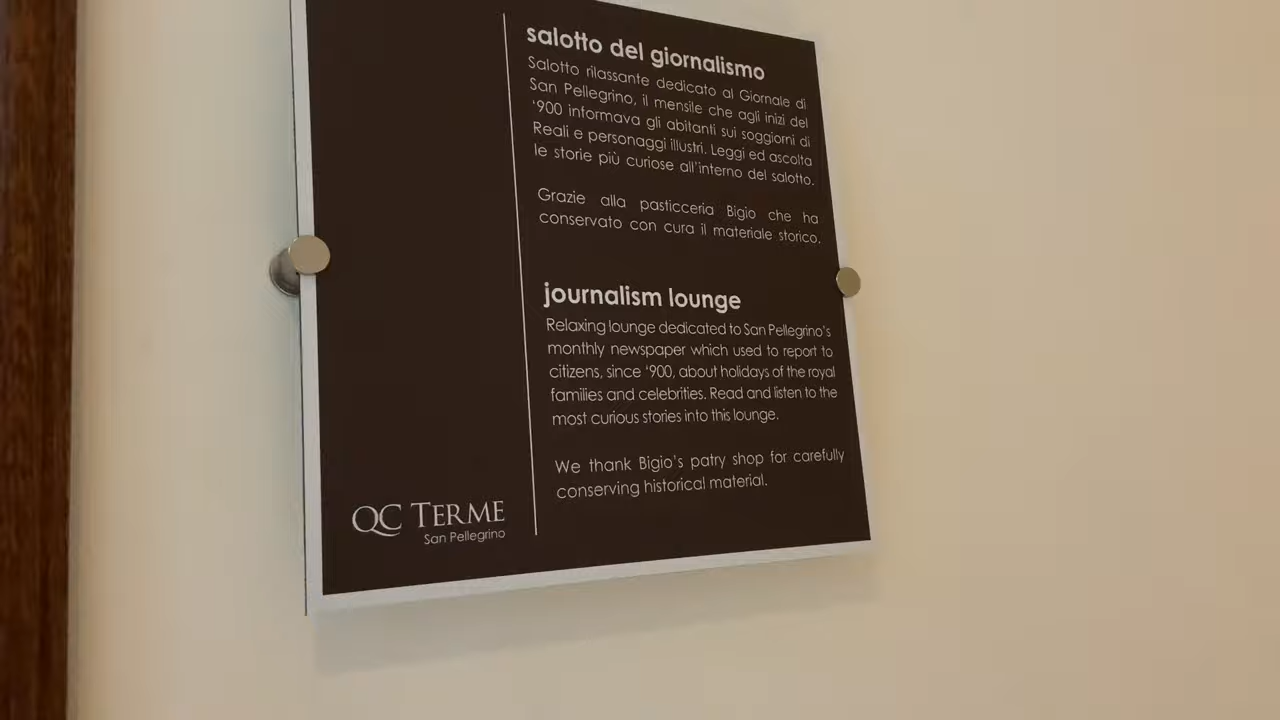 salotto del giornalismo
Salotto rilassante dedicato al Giornale di
San Pellegrino, il mensile che agli inizi del
'900 informava gli abitanti sui soggiorni di
Reali e personaggi illustri. Leggi ed ascolta
le storie più curiose all'interno del salotto.
Grazie alla pasticceria Bigio che ha
conservato con cura il materiale storico.
journalism lounge
Relaxing lounge dedicated to San Pellegrino's
monthly newspaper which used to report to
citizens, since '900, about holidays of the royal
families and celebrities. Read and listen to the
most curious stories into this lounge.
We thank Bigio's patry shop for carefully
conserving historical material.
QC TERME
San Pellegrino